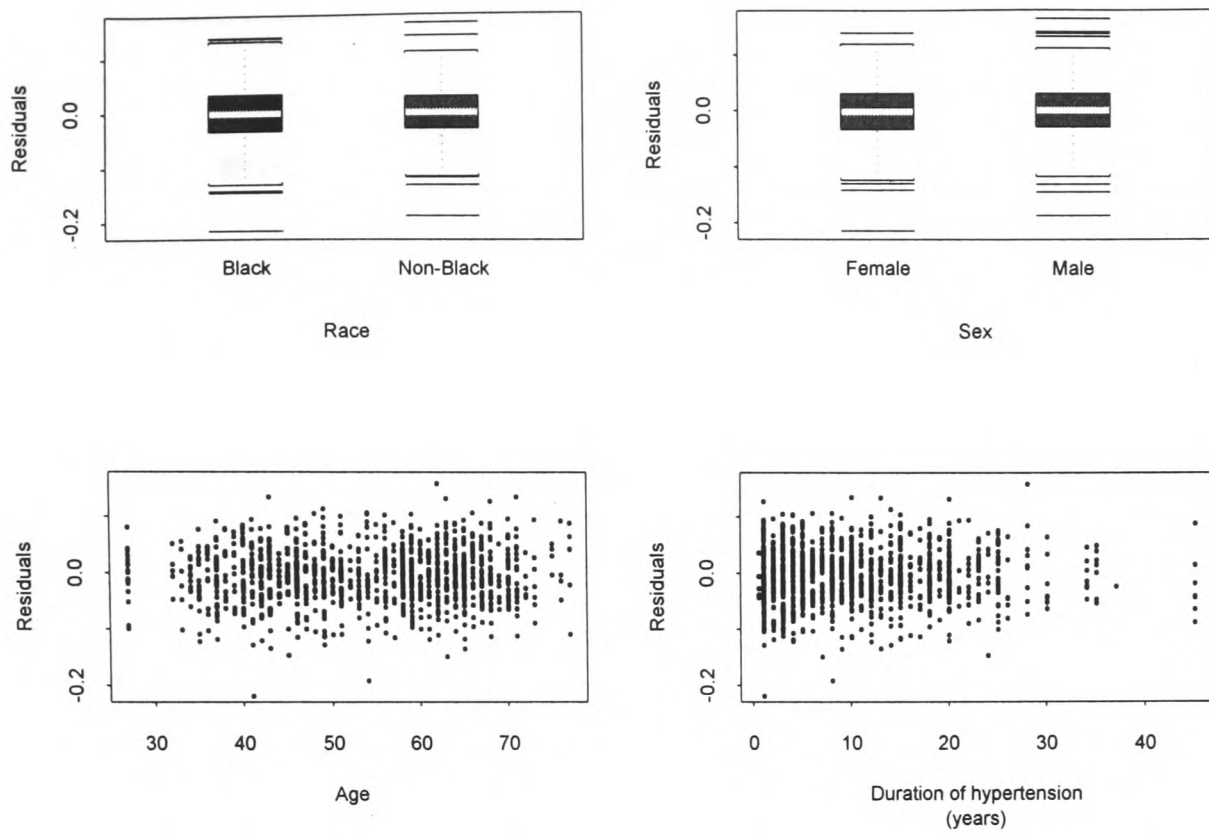 Residuals
0.0
-0.2
Black Non-Black
Race
Residuals
0.0
-0.2
Female Male
Sex
Residuals
0.0
-0.2
30 40 50 60 70
Age
Residuals
0.0
-0.2
0 10 20 30 40
Duration of hypertension
(years)